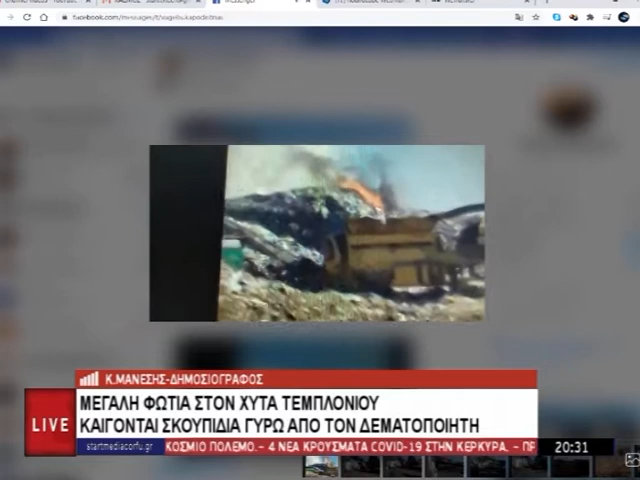 Κ.ΜΑΝΕΣΗΣ-ΔΗΜΟΣΙΟΓΡΑΦΟΣ
ΜΕΓΑΛΗ ΦΩΤΙΑ ΣΤΟΝ ΧΥΤΑ ΤΕΜΠΛΟΝΙΟΥ
LIVE
ΚΑΙΓΟΝΤΑΙ ΣΚΟΥΠΙΔΙΑ ΓΥΡΩ ΑΠΟ ΤΟΝ ΔΕΜΑΤΟΠΟΙΗΤΗ
startmediacorfu.gr
ΚΟΣΜΙΟ ΠΟΛΕΜΟ.– 4 ΝΕΑ ΚΡΟΥΣΜΑΤΑ COVID-19 ΣΤΗΝ ΚΕΡΚΥΡΑ. – ΠΡ
20:31